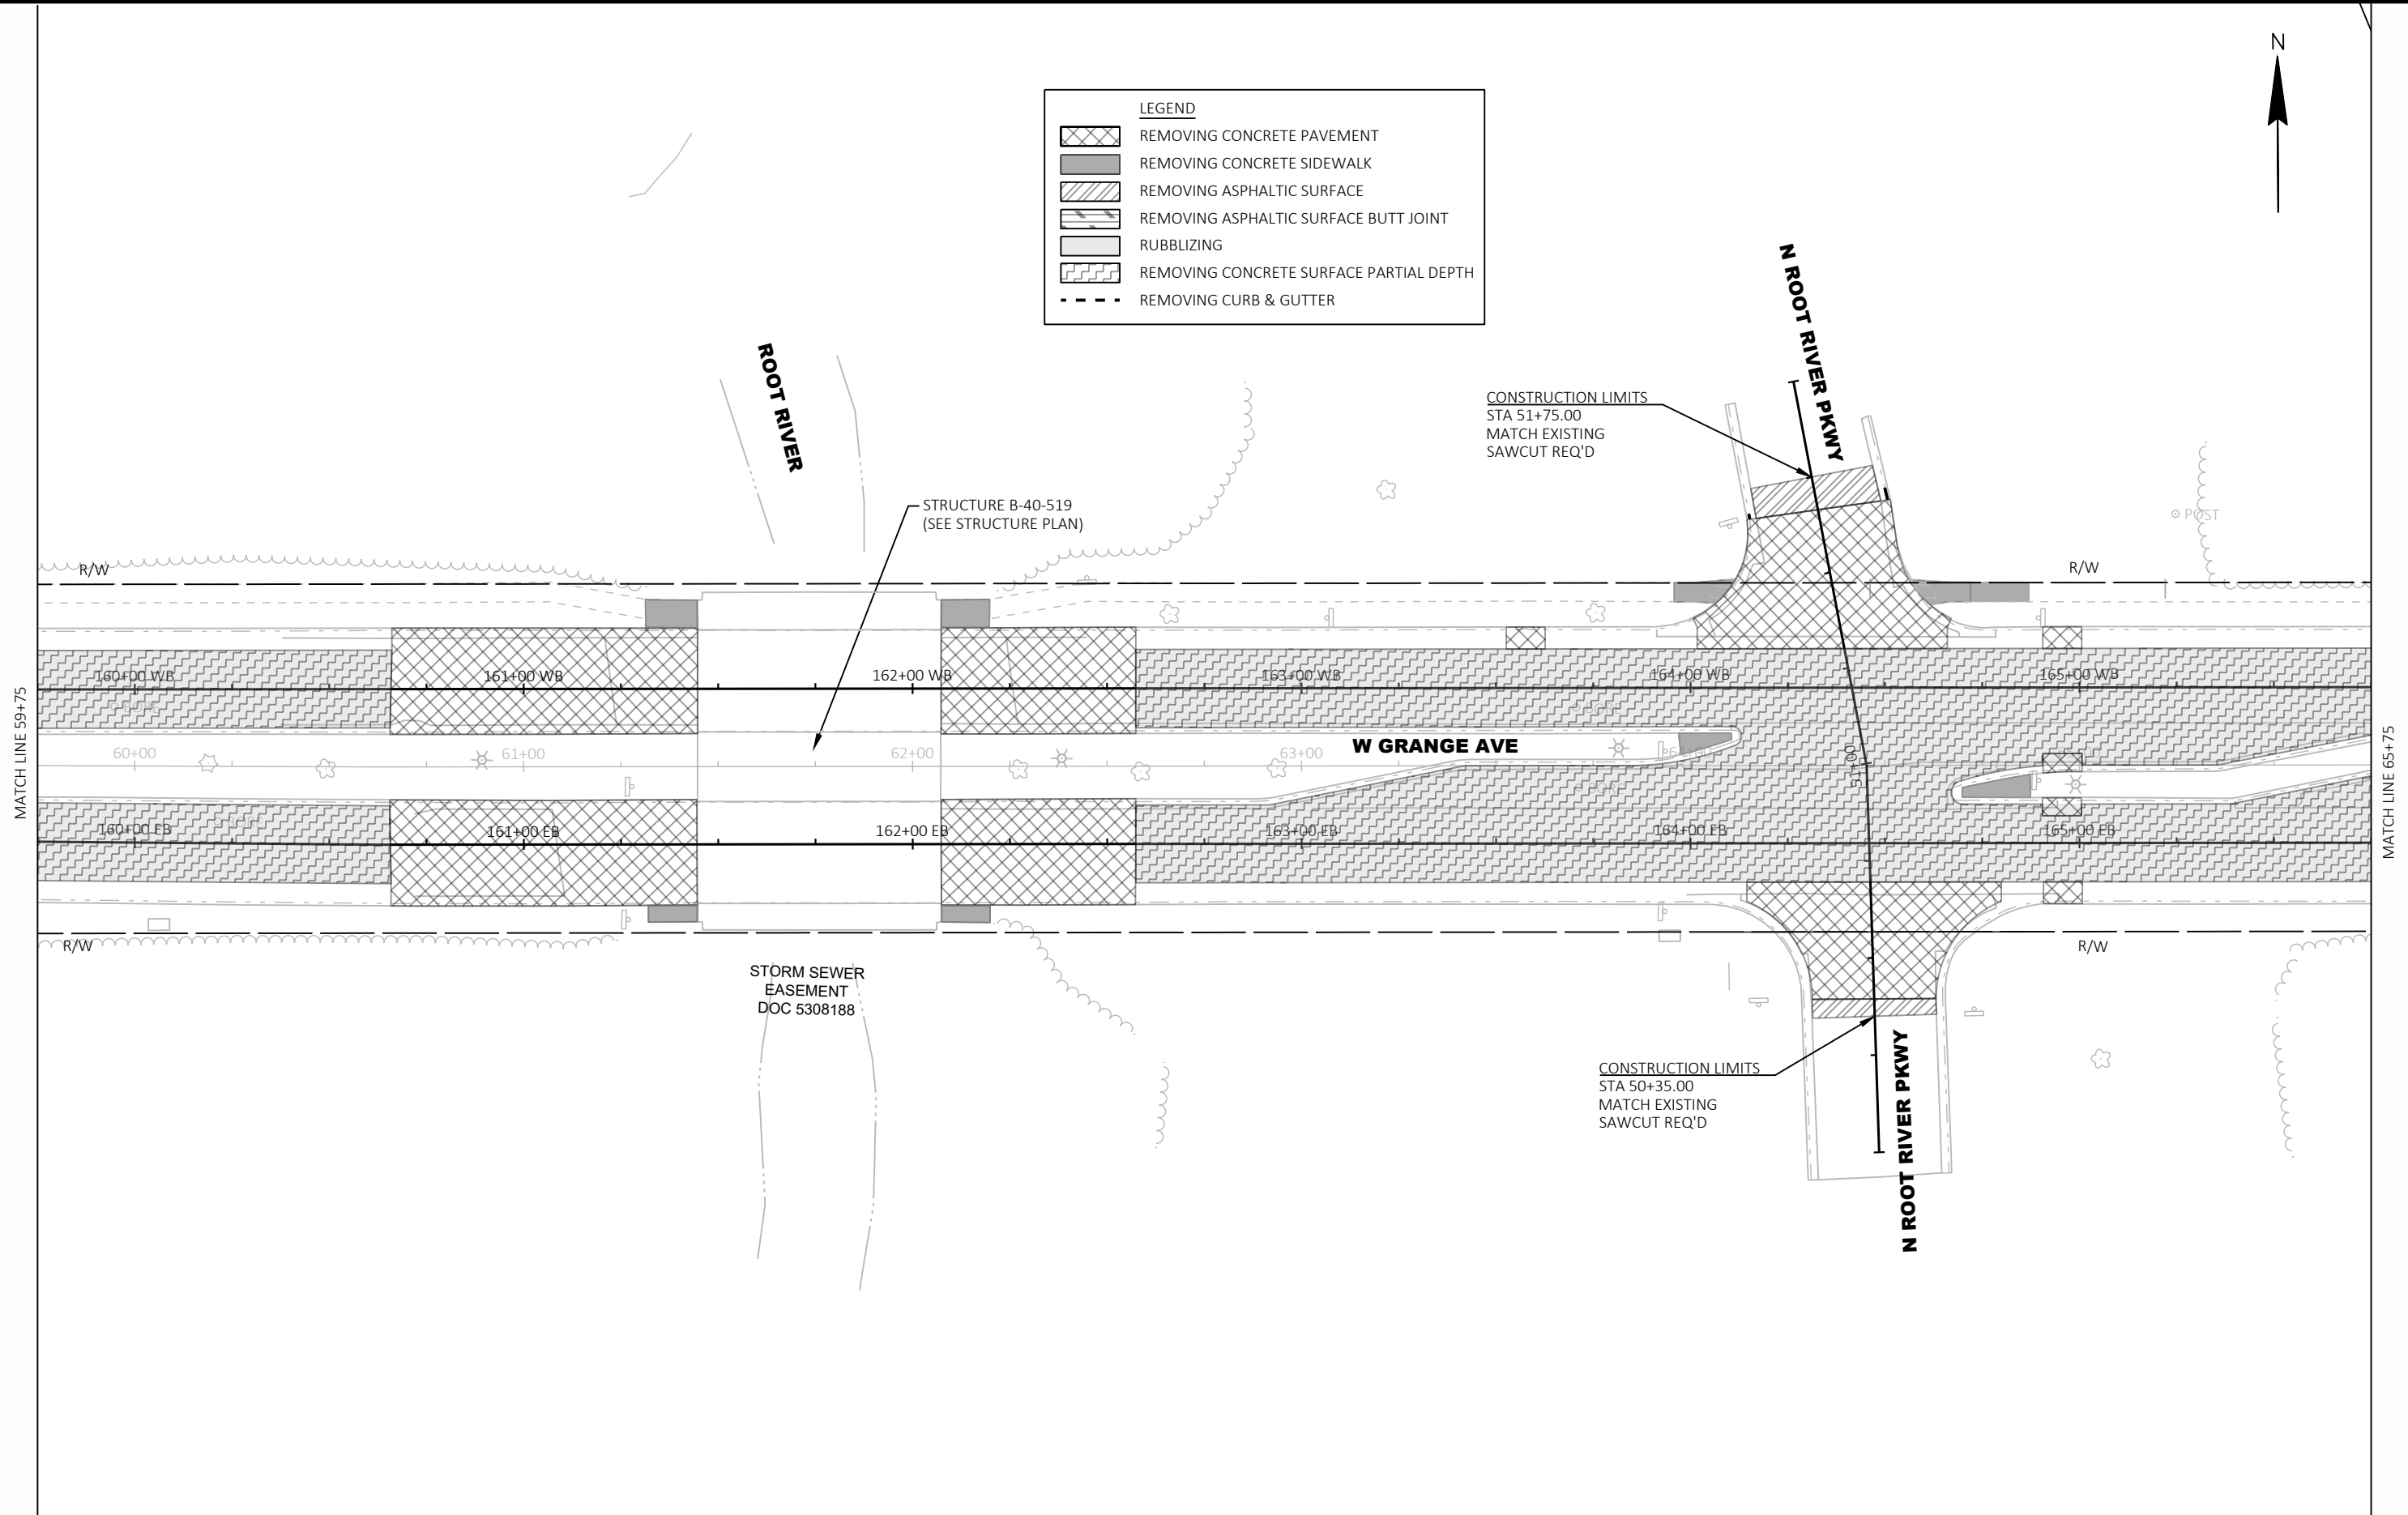 N
LEGEND
REMOVING CONCRETE PAVEMENT
REMOVING CONCRETE SIDEWALK
REMOVING ASPHALTIC SURFACE
REMOVING ASPHALTIC SURFACE BUTT JOINT
RUBBLIZING
REMOVING CONCRETE SURFACE PARTIAL DEPTH
REMOVING CURB & GUTTER
N ROOT RIVER PKWY
ROOT RIVER
CONSTRUCTION LIMITS
STA 51+75.00
MATCH EXISTING
SAWCUT REQ'D
STRUCTURE B-40-519
(SEE STRUCTURE PLAN)
POST
R/W
R/W
160+00 WB
161+00 WB
162+00 WB
163+00 WB
164+00 WB
165+00 WB
BORE
BORE
MATCH LINE 59+75
MATCH LINE 65+75
W GRANGE AVE
60+00
61+00
62+00
63+00
64+00
51+00
BORE
BORE
160+00 EB
161+00 EB
162+00 EB
163+00 EB
164+00 EB
165+00 EB
R/W
R/W
STORM SEWER
EASEMENT
DOC 5308188
CONSTRUCTION LIMITS
STA 50+35.00
MATCH EXISTING
SAWCUT REQ'D
N ROOT RIVER PKWY